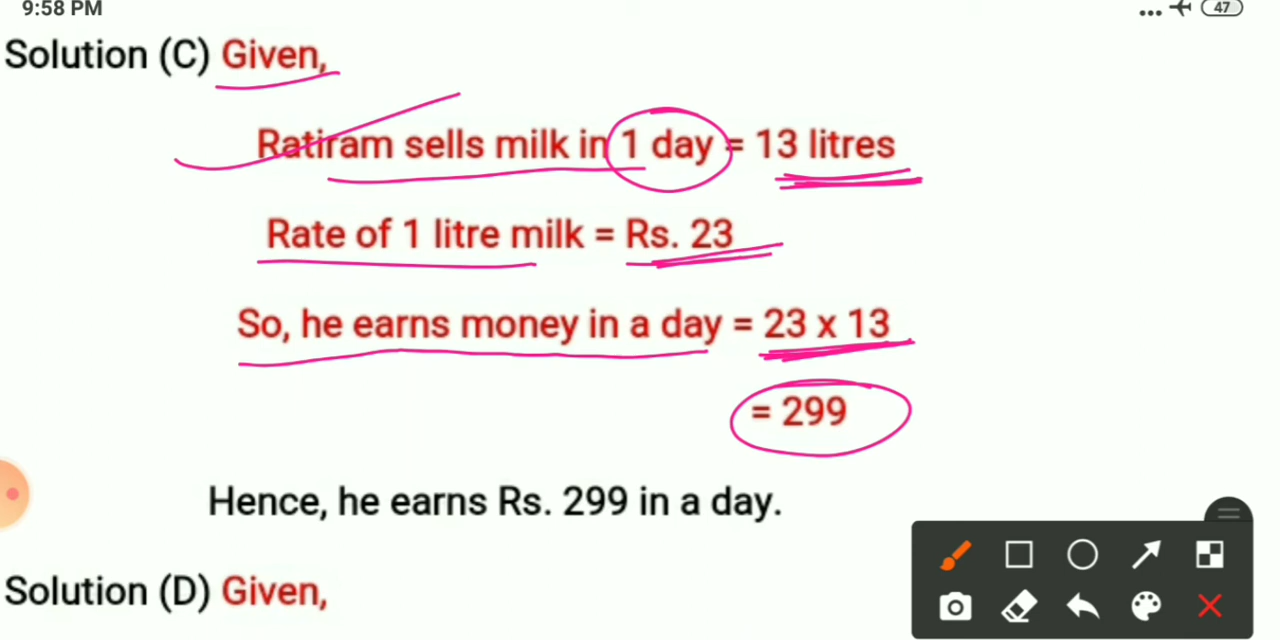 9:58 PM
47
Solution (C) Given,
Ratiram sells milk in 1 day = 13 litres
Rate of 1 litre milk = Rs. 23
So, he earns money in a day = 23 x 13
= 299
Hence, he earns Rs. 299 in a day.
Solution (D) Given,